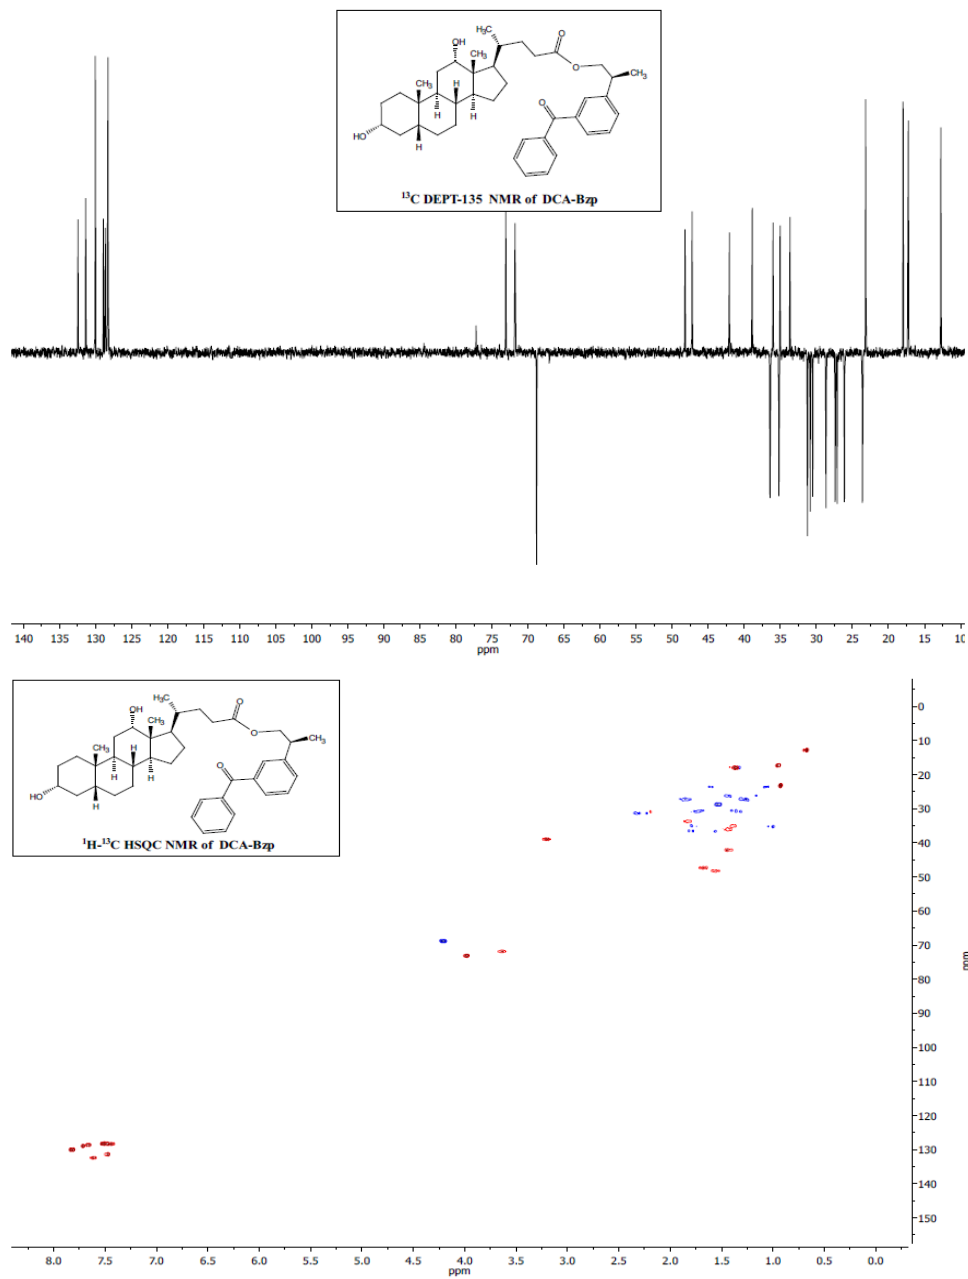 H₃C
O
OH
CH₃
O
CH₃
CH₃
H
O
H
H
HO
H
¹³C DEPT-135 NMR of DCA-Bzp
140 135 130 125 120 115 110 105 100 95 90 85 80 75 70 65 60 55 50 45 40 35 30 25 20 15 10
ppm
H₃C
O
OH
CH₃
O
CH₃
CH₃
H
O
H
H
HO
H
¹H-¹³C HSQC NMR of DCA-Bzp
0
10
20
30
40
50
60
70
ppm
80
90
100
110
120
130
140
150
8.0 7.5 7.0 6.5 6.0 5.5 5.0 4.5 4.0 3.5 3.0 2.5 2.0 1.5 1.0 0.5 0.0
ppm